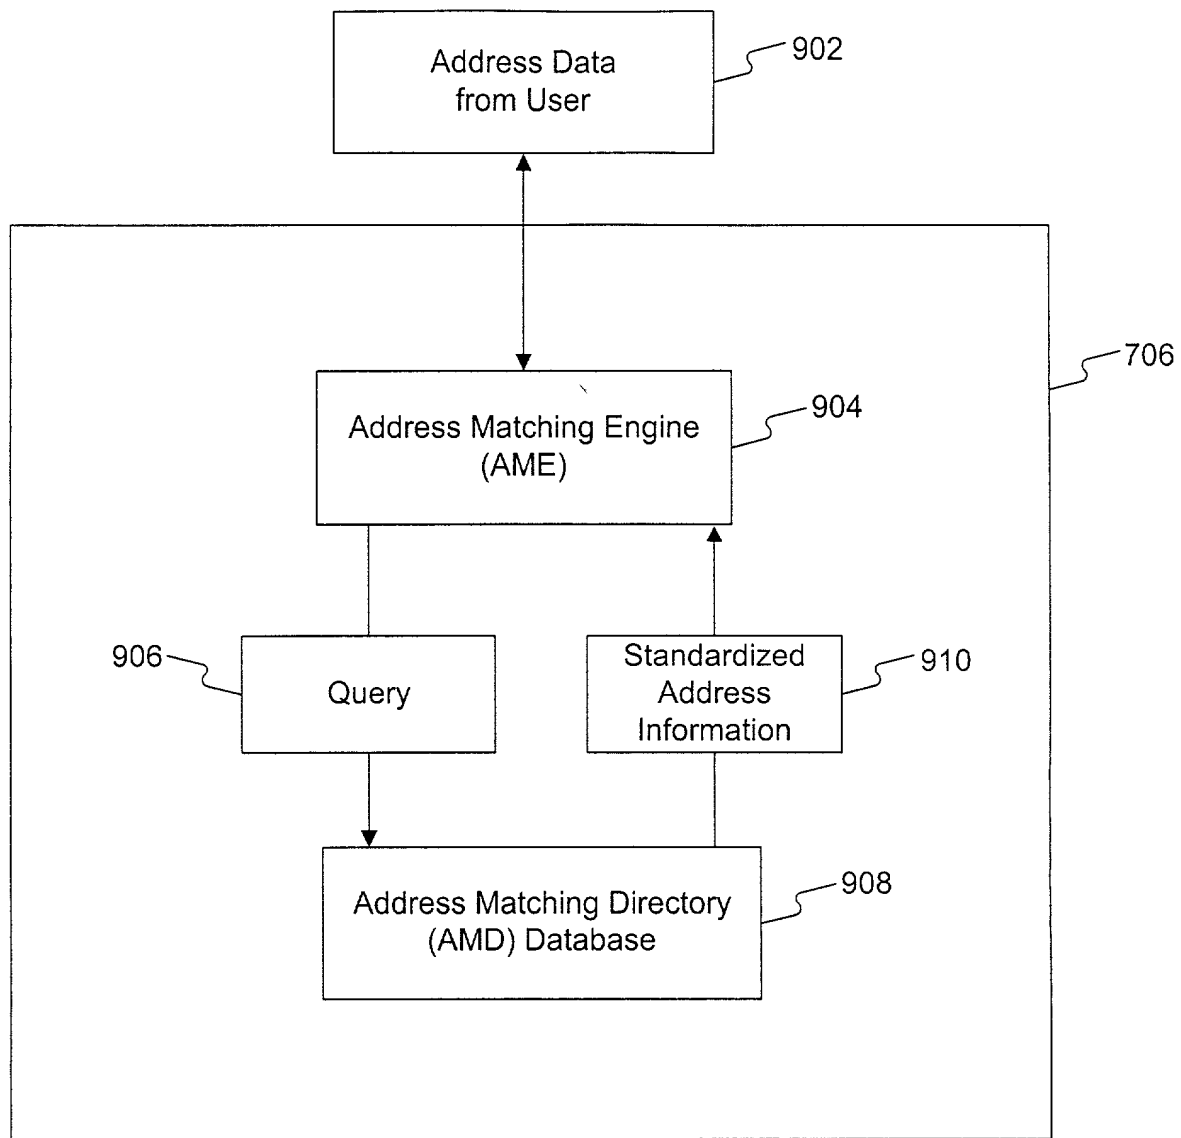 Address Data
from User
902
706
Address Matching Engine
(AME)
904
906
Query
Standardized
Address
Information
910
Address Matching Directory
(AMD) Database
908